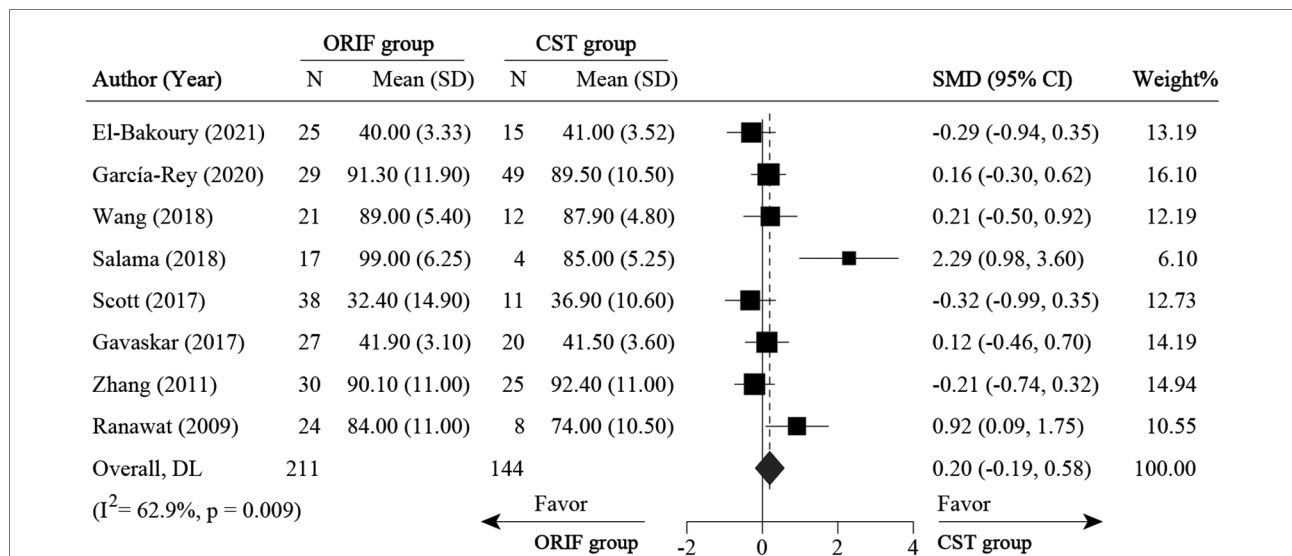 ORIF group CST group
Author (Year) N Mean (SD) N Mean (SD) SMD (95% CI) Weight%
El-Bakoury (2021) 25 40.00 (3.33) 15 41.00 (3.52) -0.29 (-0.94, 0.35) 13.19
García-Rey (2020) 29 91.30 (11.90) 49 89.50 (10.50) 0.16 (-0.30, 0.62) 16.10
Wang (2018) 21 89.00 (5.40) 12 87.90 (4.80) 0.21 (-0.50, 0.92) 12.19
Salama (2018) 17 99.00 (6.25) 4 85.00 (5.25) 2.29 (0.98, 3.60) 6.10
Scott (2017) 38 32.40 (14.90) 11 36.90 (10.60) -0.32 (-0.99, 0.35) 12.73
Gavaskar (2017) 27 41.90 (3.10) 20 41.50 (3.60) 0.12 (-0.46, 0.70) 14.19
Zhang (2011) 30 90.10 (11.00) 25 92.40 (11.00) -0.21 (-0.74, 0.32) 14.94
Ranawat (2009) 24 84.00 (11.00) 8 74.00 (10.50) 0.92 (0.09, 1.75) 10.55
Overall, DL 211 144 0.20 (-0.19, 0.58) 100.00
(I²= 62.9%, p = 0.009) Favor Favor
ORIF group CST group
-2 0 2 4